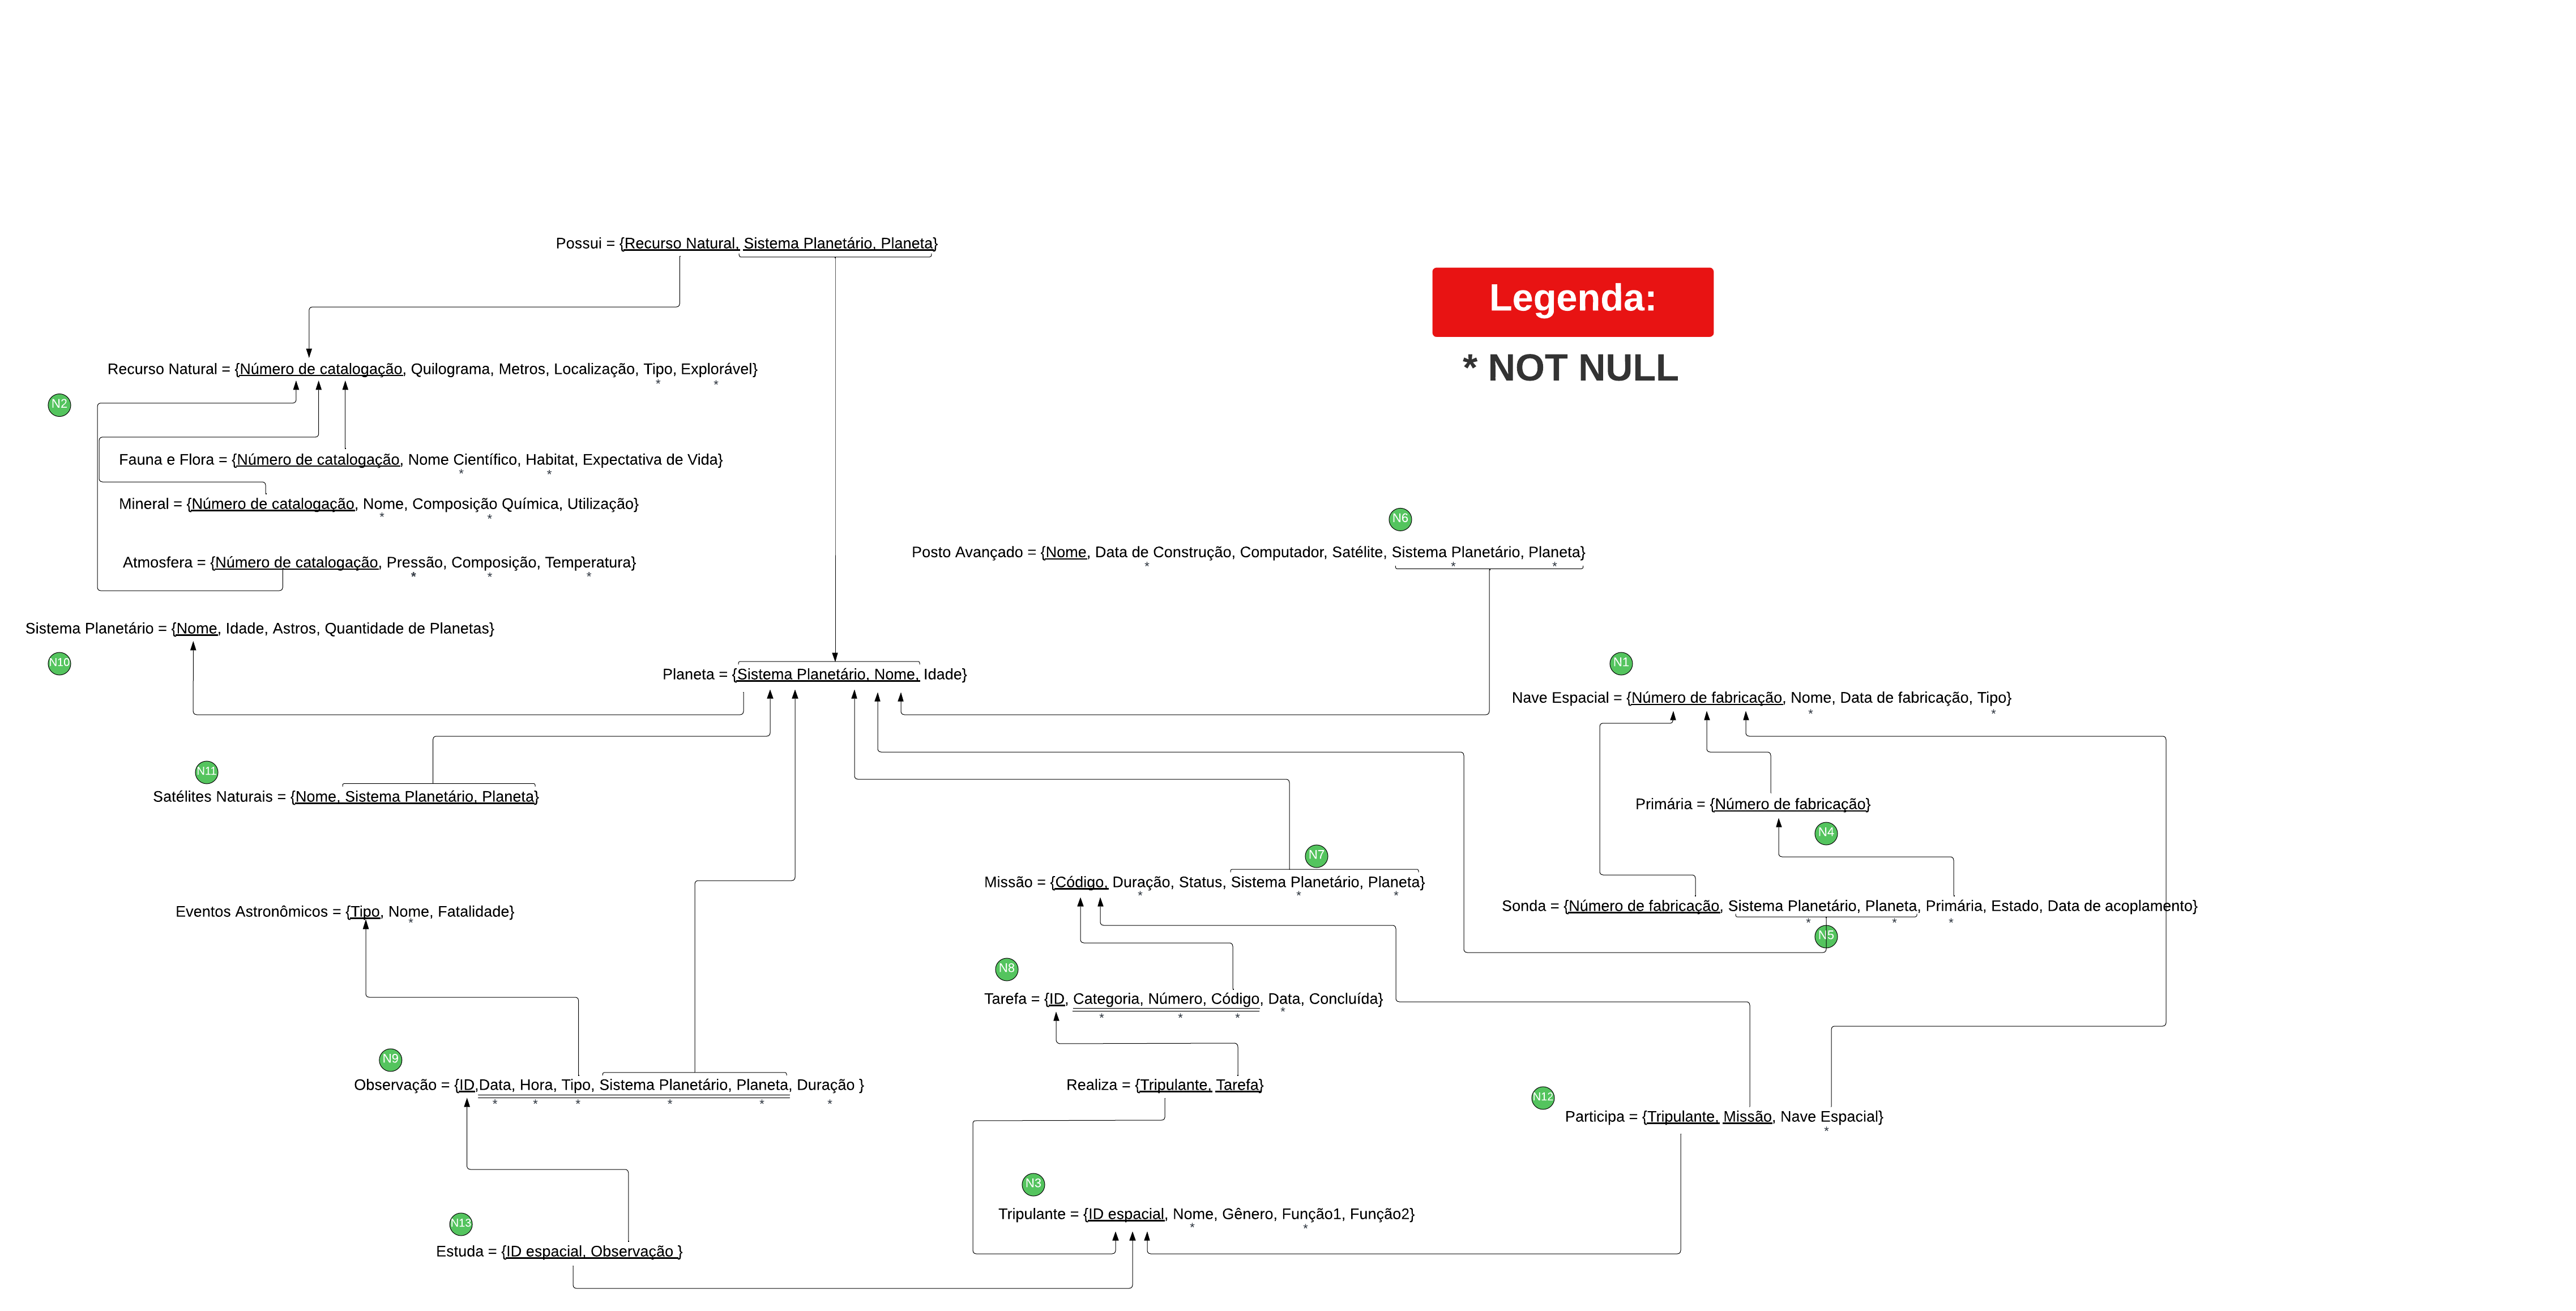 Possui = {Recurso Natural, Sistema Planetário, Planeta}
Legenda:
* NOT NULL
Recurso Natural = {Número de catalogação, Quilograma, Metros, Localização, Tipo, Explorável}
* *
N2
Fauna e Flora = {Número de catalogação, Nome Científico, Habitat, Expectativa de Vida}
* *
Mineral = {Número de catalogação, Nome, Composição Química, Utilização}
* *
N6
Posto Avançado = {Nome, Data de Construção, Computador, Satélite, Sistema Planetário, Planeta}
* * *
Atmosfera = {Número de catalogação, Pressão, Composição, Temperatura}
* * *
Sistema Planetário = {Nome, Idade, Astros, Quantidade de Planetas}
N10
Planeta = {Sistema Planetário, Nome, Idade}
N1
Nave Espacial = {Número de fabricação, Nome, Data de fabricação, Tipo}
* *
N11
Satélites Naturais = {Nome, Sistema Planetário, Planeta}
Primária = {Número de fabricação}
N4
N7
Missão = {Código, Duração, Status, Sistema Planetário, Planeta}
* * *
Eventos Astronômicos = {Tipo, Nome, Fatalidade}
*
Sonda = {Número de fabricação, Sistema Planetário, Planeta, Primária, Estado, Data de acoplamento}
* * *
N5
N8
Tarefa = {ID, Categoria, Número, Código, Data, Concluída}
* * * *
N9
Observação = {ID,Data, Hora, Tipo, Sistema Planetário, Planeta, Duração }
* * * * * *
Realiza = {Tripulante, Tarefa}
N12
Participa = {Tripulante, Missão, Nave Espacial}
*
N3
Tripulante = {ID espacial, Nome, Gênero, Função1, Função2}
* *
N13
Estuda = {ID espacial, Observação }